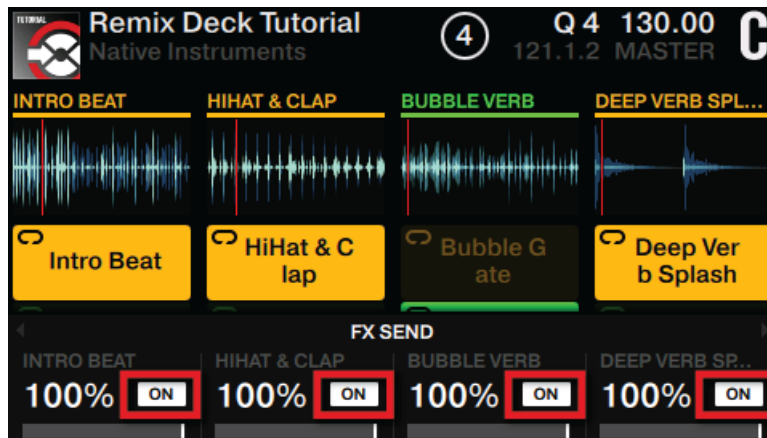 TUTORIAL
Remix Deck Tutorial
Native Instruments
4
Q 4 130.00
121.1.2 MASTER
C
INTRO BEAT
HIHAT & CLAP
BUBBLE VERB
DEEP VERB SPL...
Intro Beat
HiHat & C
lap
Bubble G
ate
Deep Ver
b Splash
FX SEND
INTRO BEAT
HIHAT & CLAP
BUBBLE VERB
DEEP VERB SP...
100% ON
100% ON
100% ON
100% ON